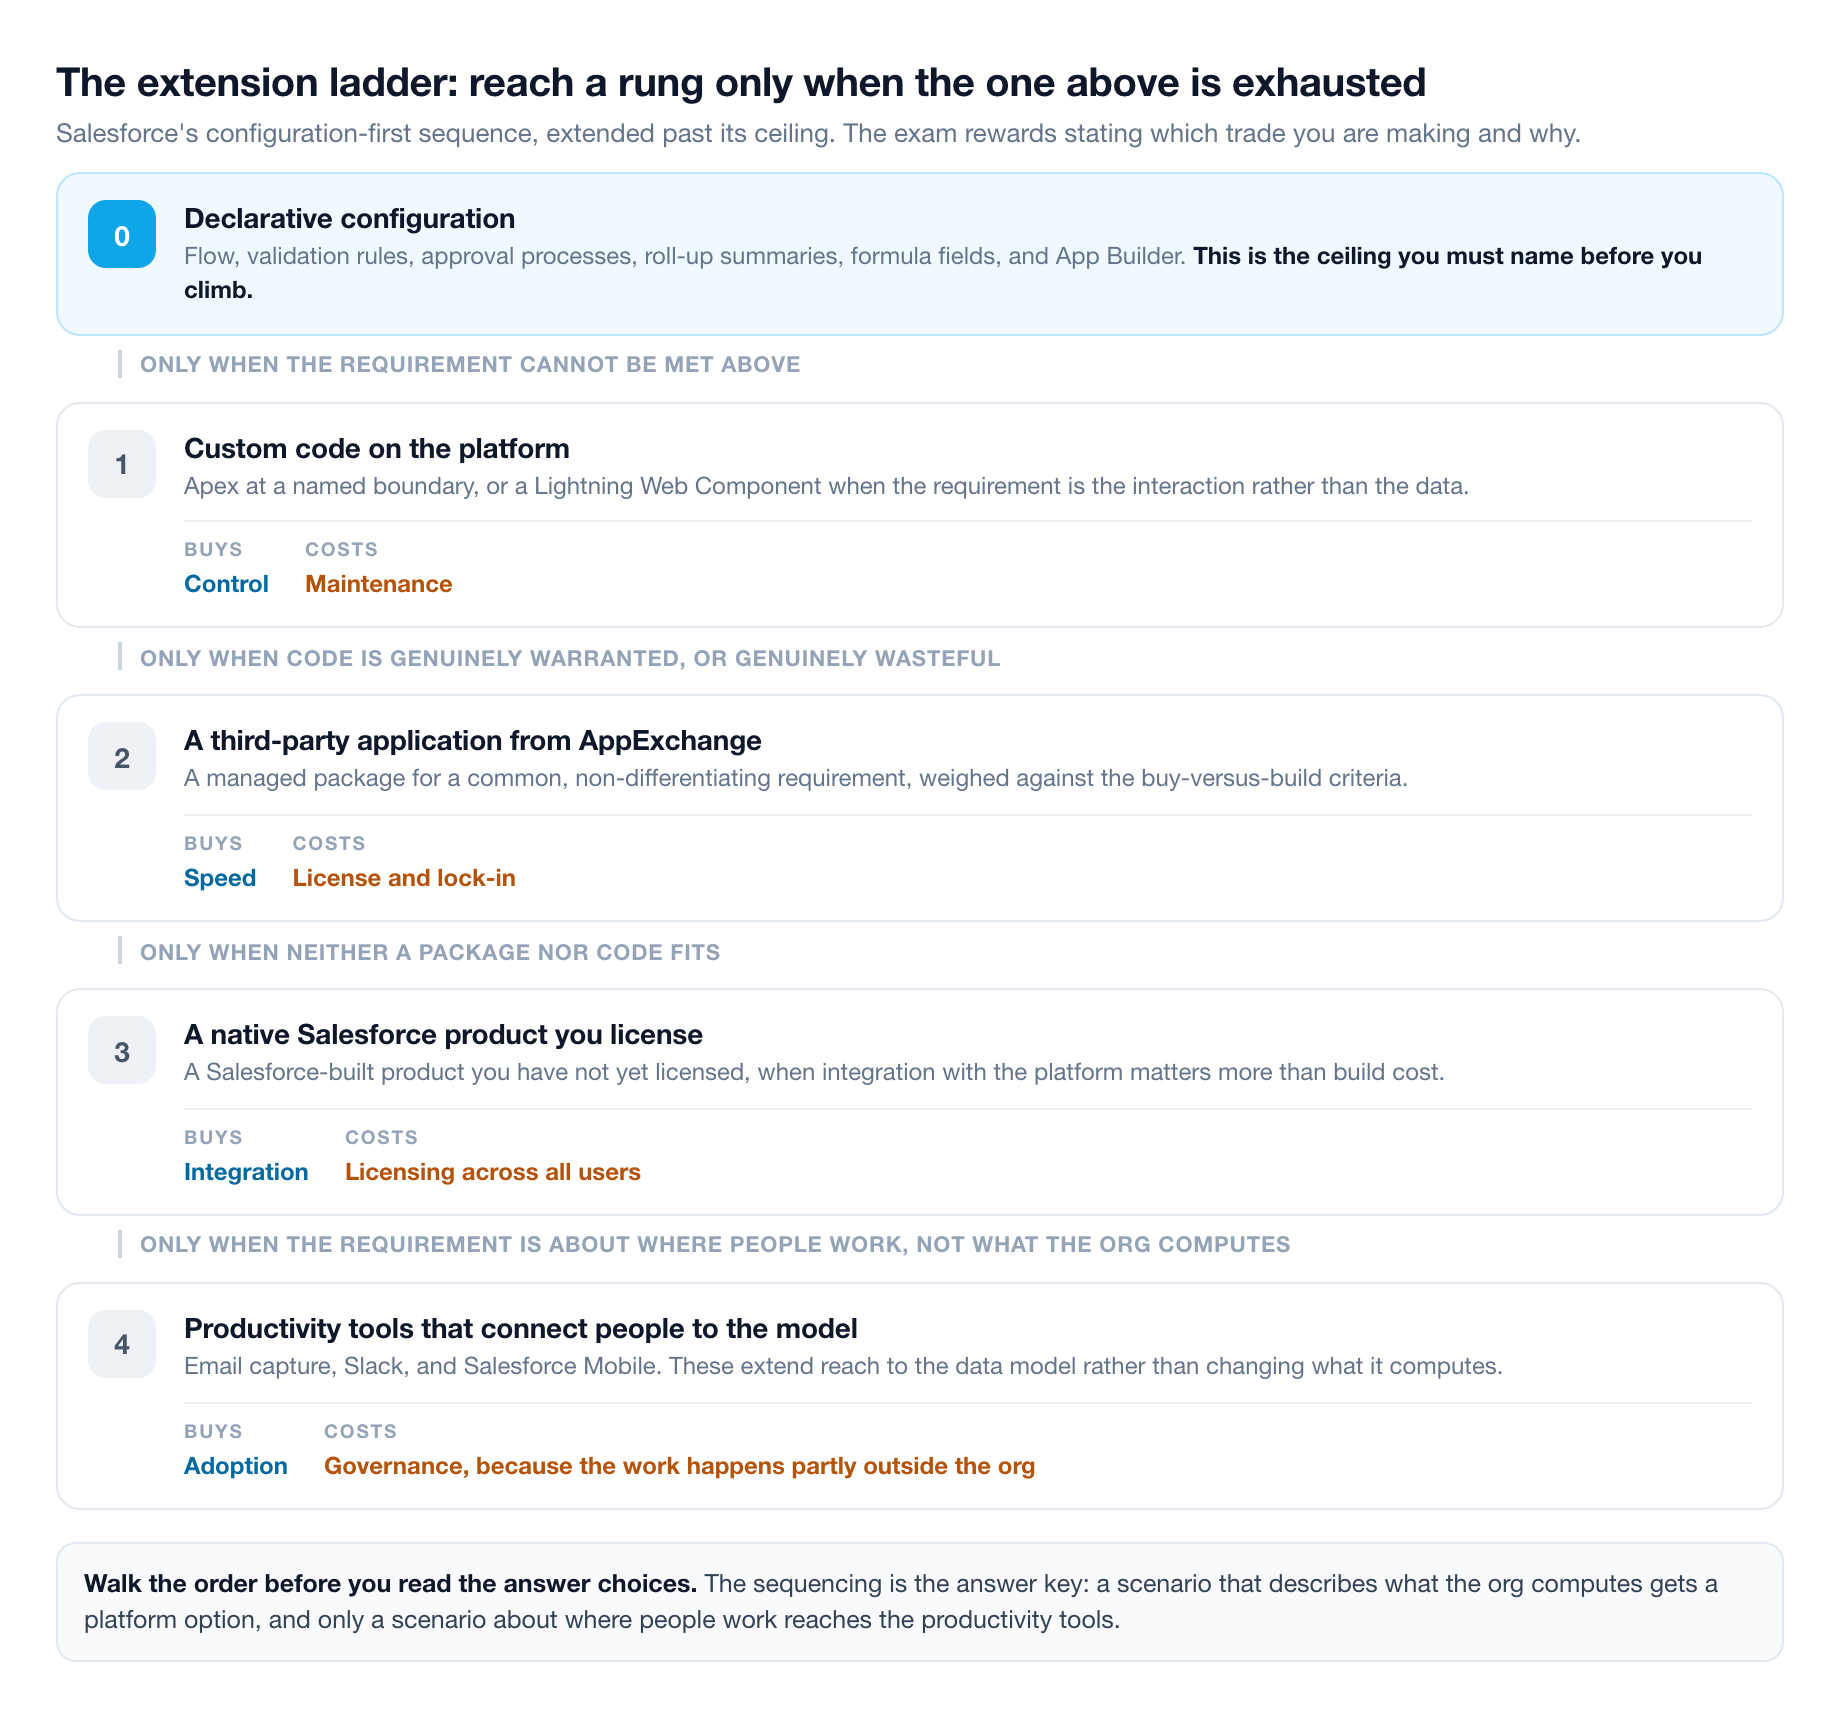 The extension ladder: reach a rung only when the one above is exhausted
Salesforce's configuration-first sequence, extended past its ceiling. The exam rewards stating which trade you are making and why.
0
Declarative configuration
Flow, validation rules, approval processes, roll-up summaries, formula fields, and App Builder. This is the ceiling you must name before you
climb.
ONLY WHEN THE REQUIREMENT CANNOT BE MET ABOVE
1
Custom code on the platform
Apex at a named boundary, or a Lightning Web Component when the requirement is the interaction rather than the data.
BUYS COSTS
Control Maintenance
ONLY WHEN CODE IS GENUINELY WARRANTED, OR GENUINELY WASTEFUL
2
A third-party application from AppExchange
A managed package for a common, non-differentiating requirement, weighed against the buy-versus-build criteria.
BUYS COSTS
Speed License and lock-in
ONLY WHEN NEITHER A PACKAGE NOR CODE FITS
3
A native Salesforce product you license
A Salesforce-built product you have not yet licensed, when integration with the platform matters more than build cost.
BUYS COSTS
Integration Licensing across all users
ONLY WHEN THE REQUIREMENT IS ABOUT WHERE PEOPLE WORK, NOT WHAT THE ORG COMPUTES
4
Productivity tools that connect people to the model
Email capture, Slack, and Salesforce Mobile. These extend reach to the data model rather than changing what it computes.
BUYS COSTS
Adoption Governance, because the work happens partly outside the org
Walk the order before you read the answer choices. The sequencing is the answer key: a scenario that describes what the org computes gets a
platform option, and only a scenario about where people work reaches the productivity tools.